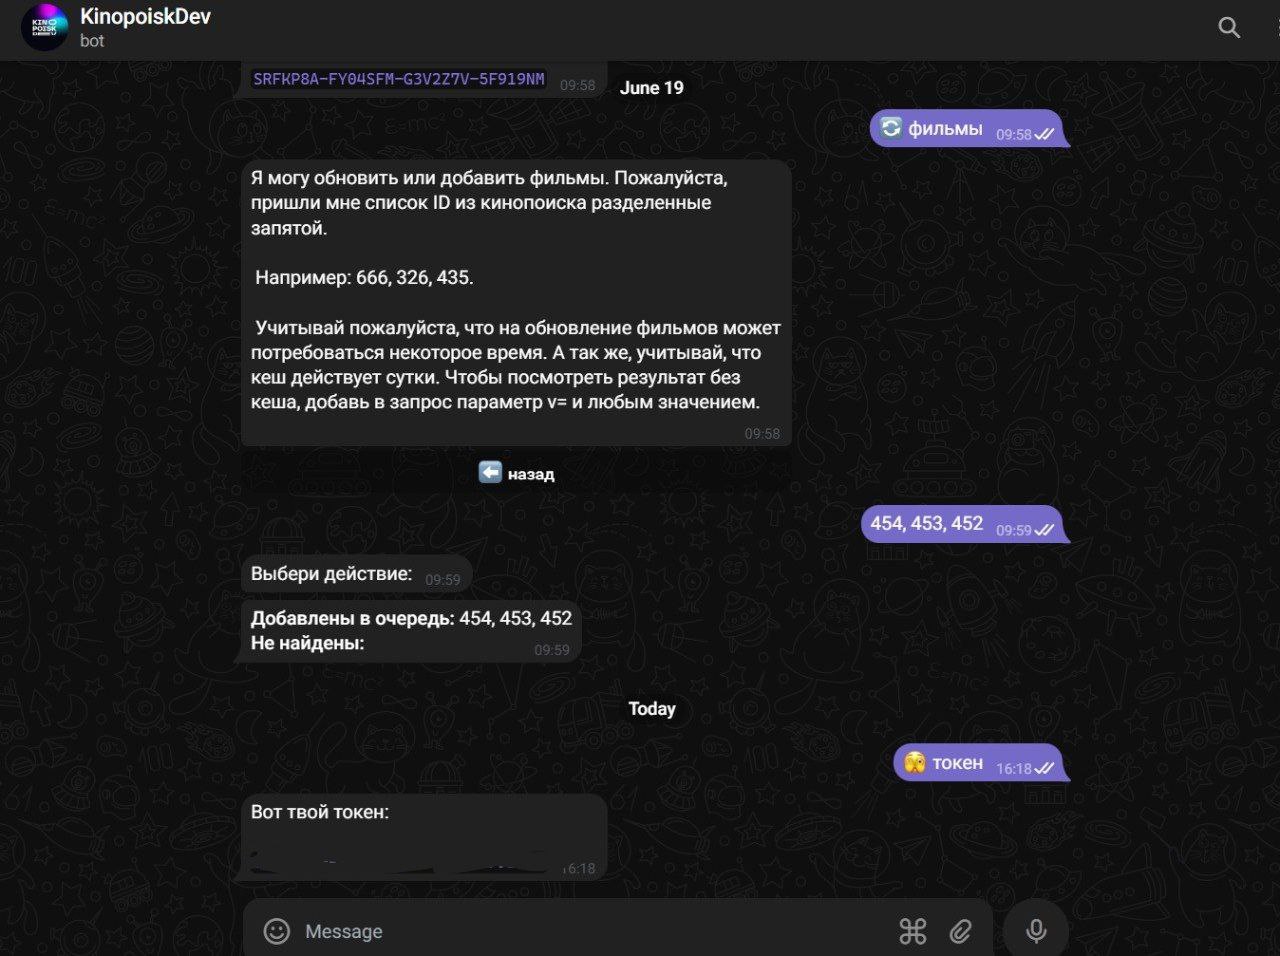 KinopoiskDev
bot
SRFKP8A-FY04SFM-G3V2Z7V-5F919NM 09:58
June 19
фильмы 09:58
Я могу обновить или добавить фильмы. Пожалуйста,
пришли мне список ID из кинопоиска разделенные
запятой.
Например: 666, 326, 435.
Учитывай пожалуйста, что на обновление фильмов может
потребоваться некоторое время. А так же, учитывай, что
кеш действует сутки. Чтобы посмотреть результат без
кеша, добавь в запрос параметр v= и любым значением.
09:58
назад
454, 453, 452 09:59
Выбери действие: 09:59
Добавлены в очередь: 454, 453, 452
Не найдены: 09:59
Today
токен 16:18
Вот твой токен:
16:18
Message